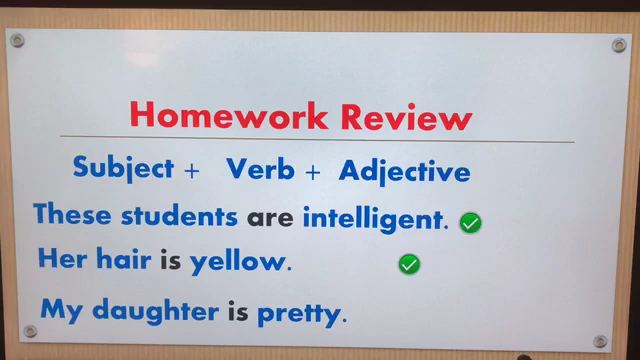 Homework Review
Subject + Verb + Adjective
These students are intelligent.
Her hair is yellow.
My daughter is pretty.